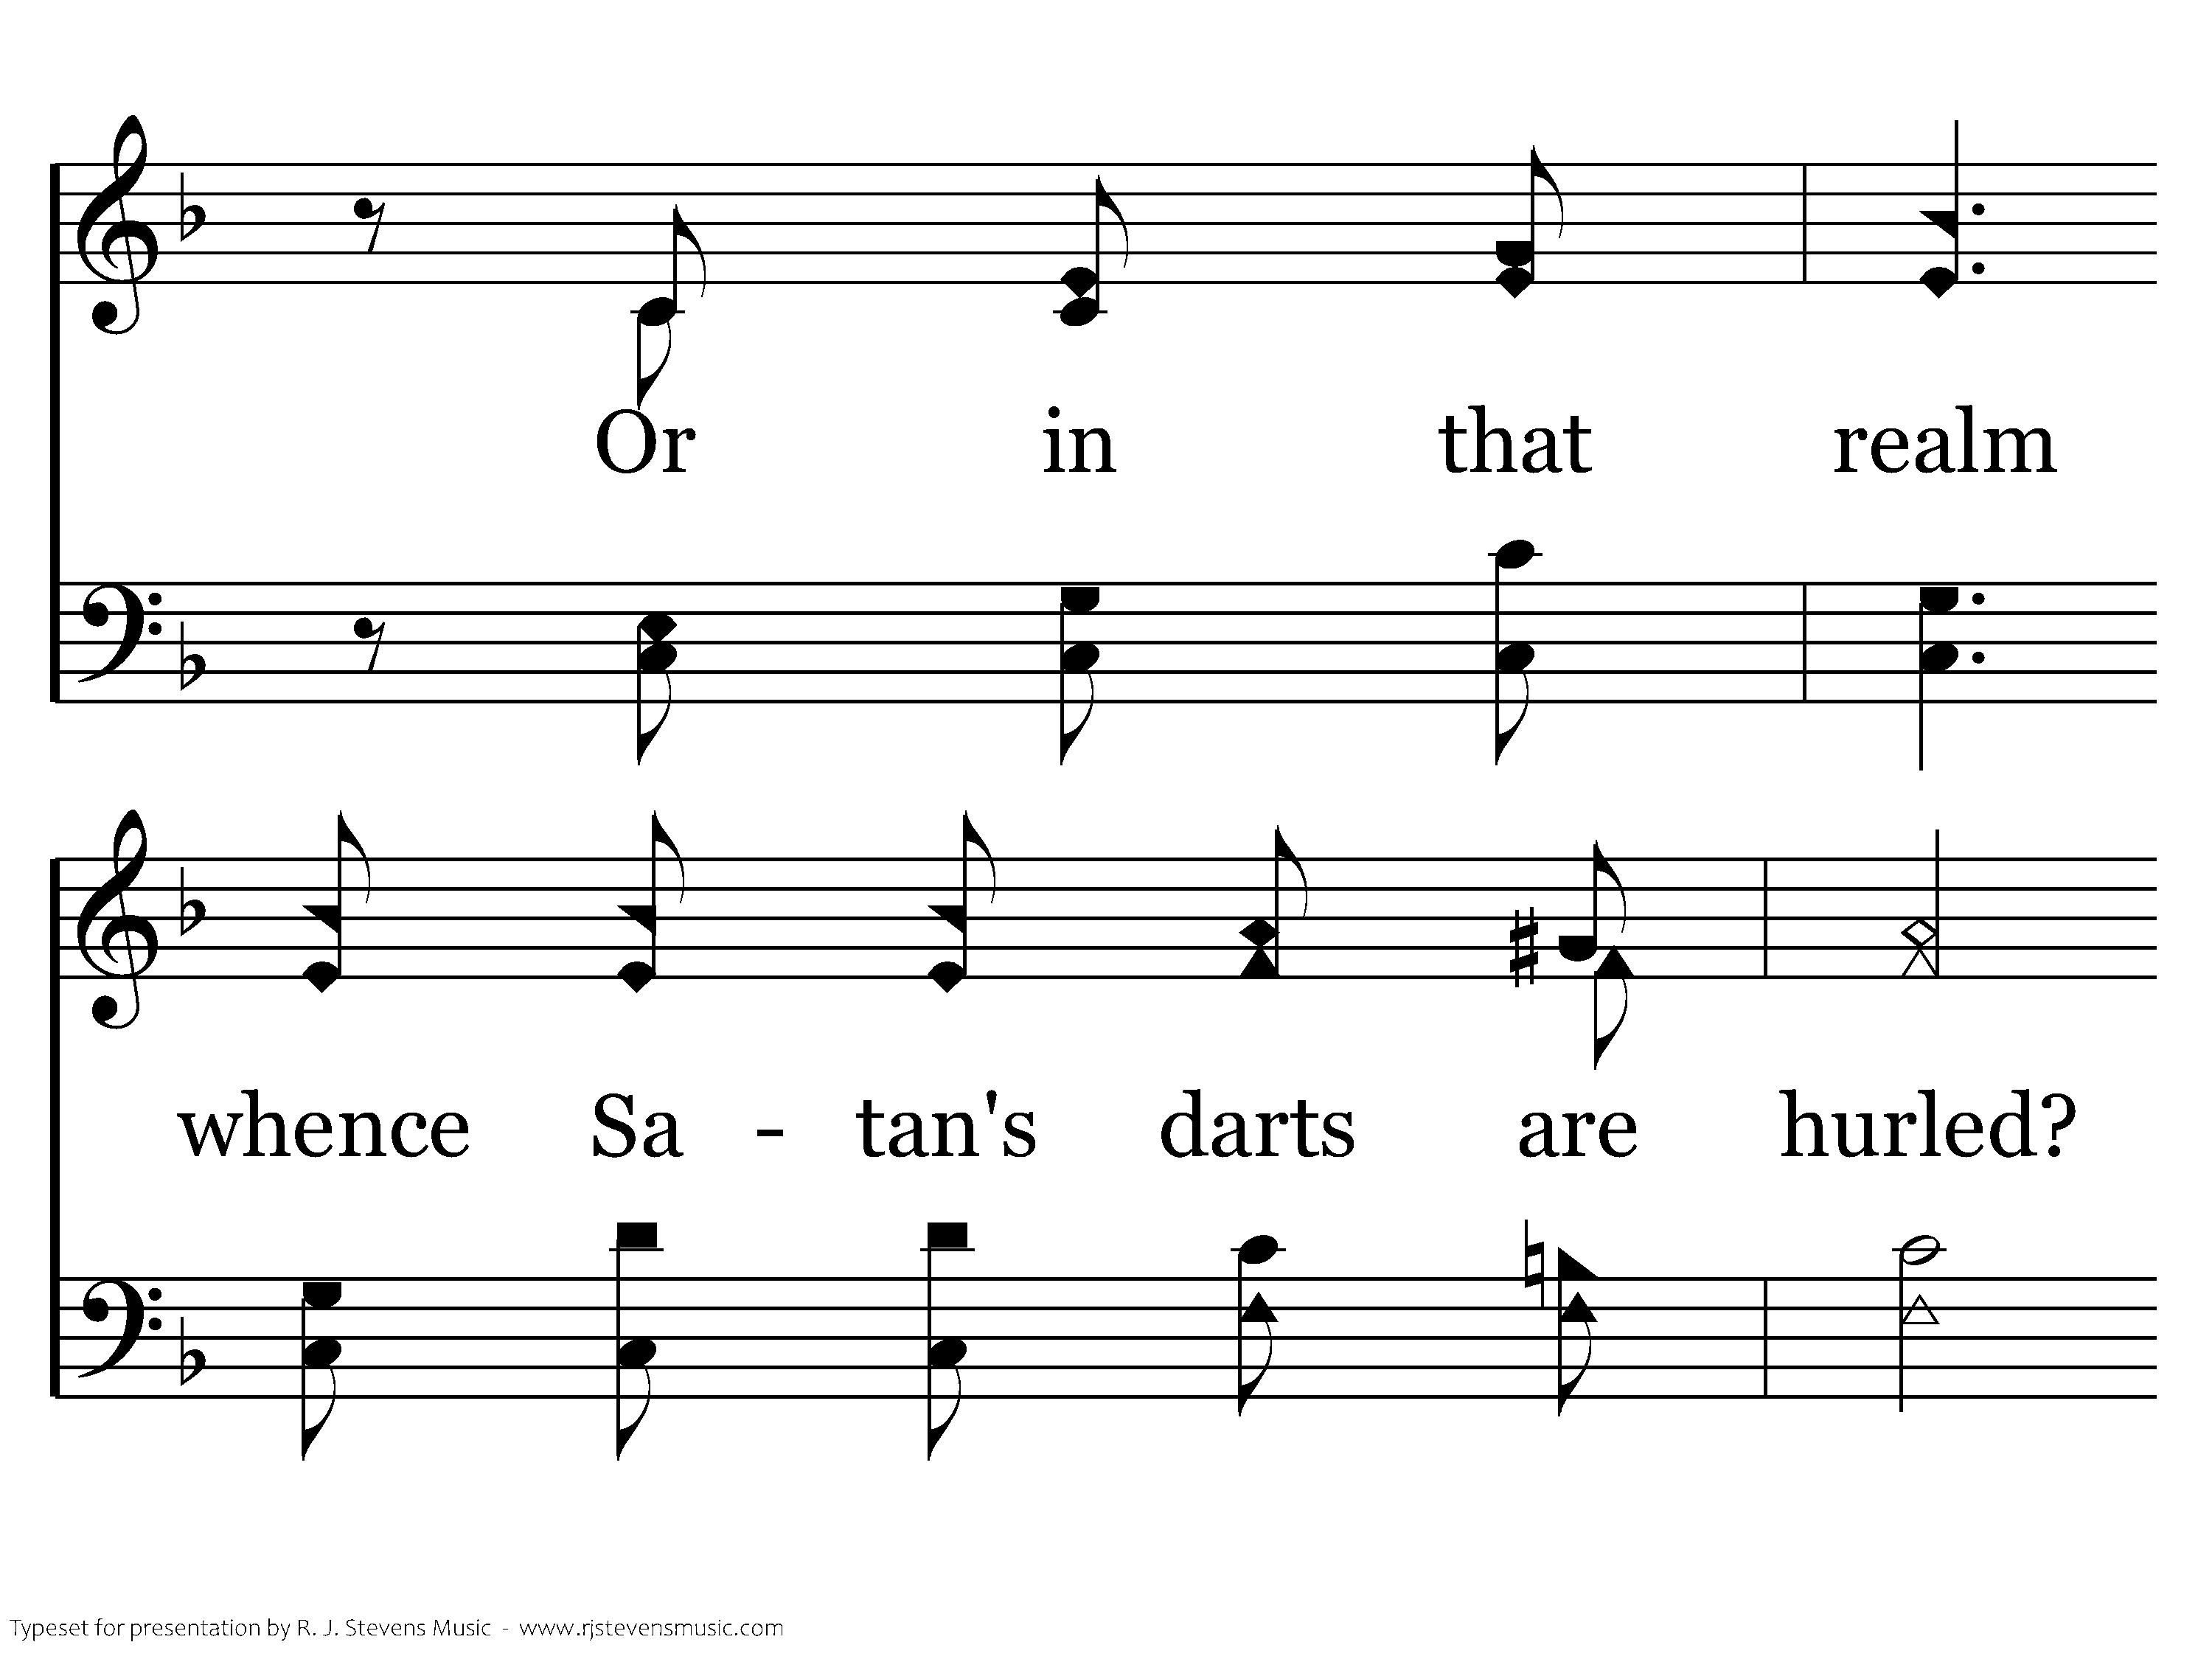 Or in that realm
whence Sa - tan's darts are hurled?
Typeset for presentation by R. J. Stevens Music - www.rjstevensmusic.com